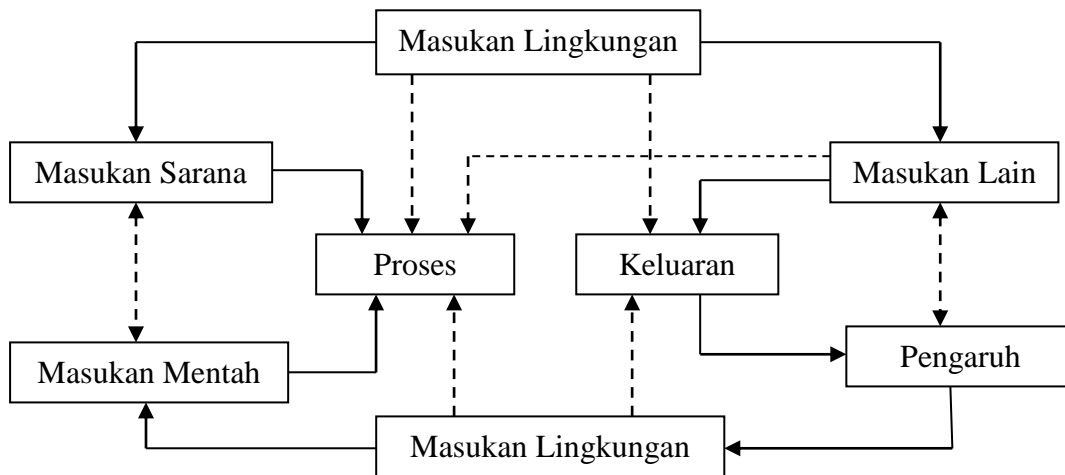 Masukan Lingkungan
Masukan Sarana
Masukan Lain
Proses
Keluaran
Masukan Mentah
Pengaruh
Masukan Lingkungan